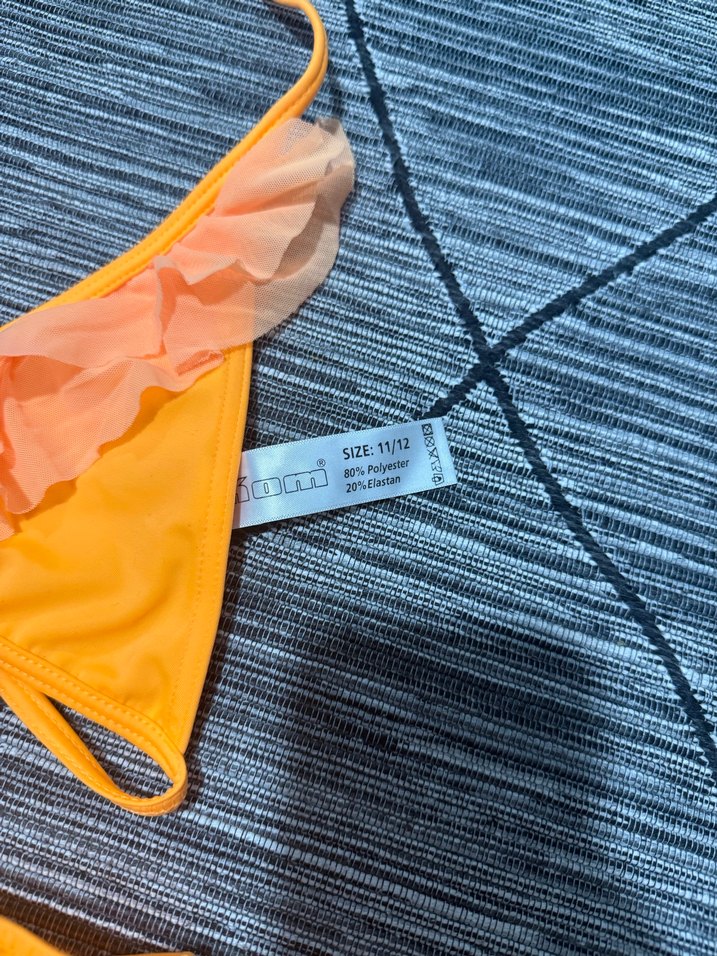 SIZE: 11/12
80% Polyester
20%Elastan